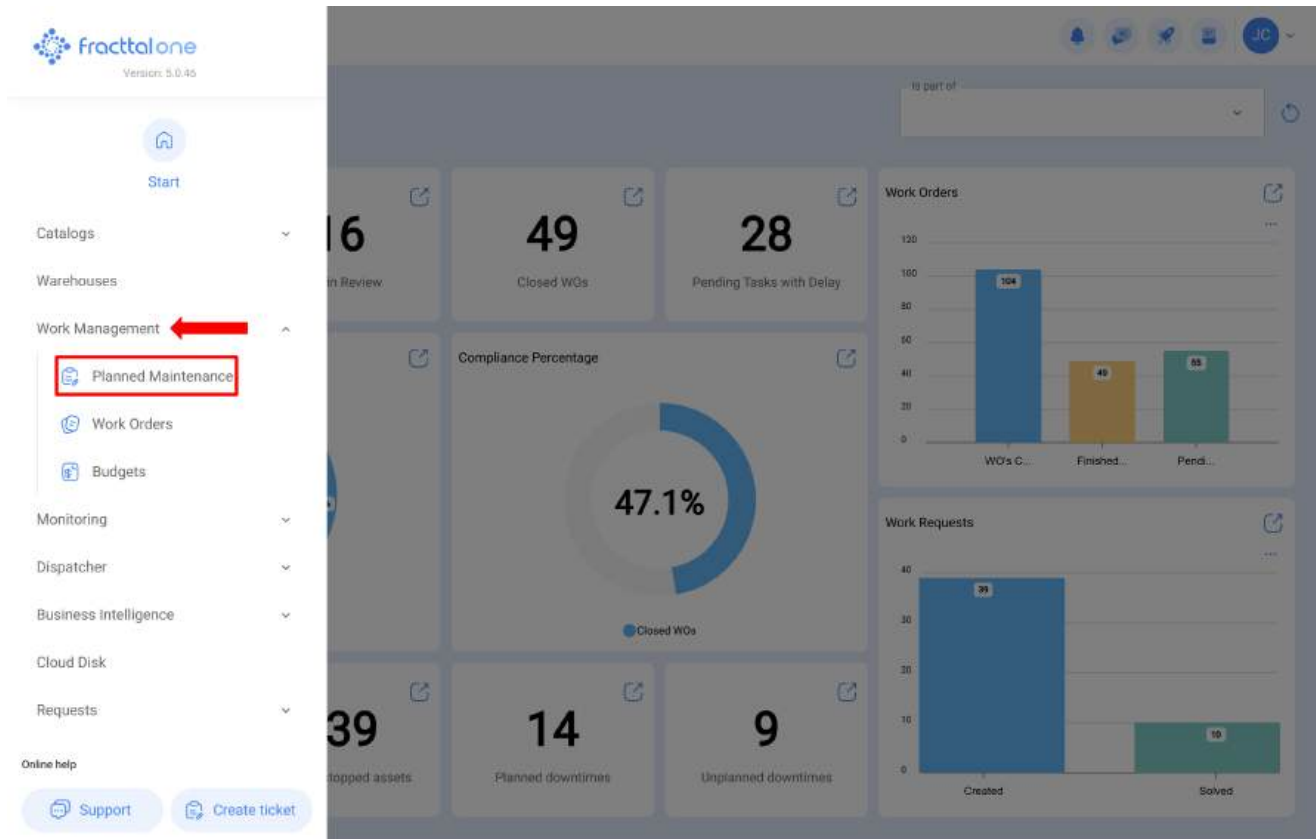 fracttal one
Version: 5.0.46
Start
Catalogs
Warehouses
Work Management
Planned Maintenance
Work Orders
Budgets
Monitoring
Dispatcher
Business Intelligence
Cloud Disk
Requests
Online help
Support
Create ticket
JC
Is part of
16
in Review
49
Closed WOs
28
Pending Tasks with Delay
Work Orders
...
120
100
80
60
40
20
0
104
49
55
WO's C...
Finished...
Pendi...
Compliance Percentage
47.1%
Closed WOs
Work Requests
...
40
30
20
10
0
39
10
Created
Solved
39
topped assets
14
Planned downtimes
9
Unplanned downtimes